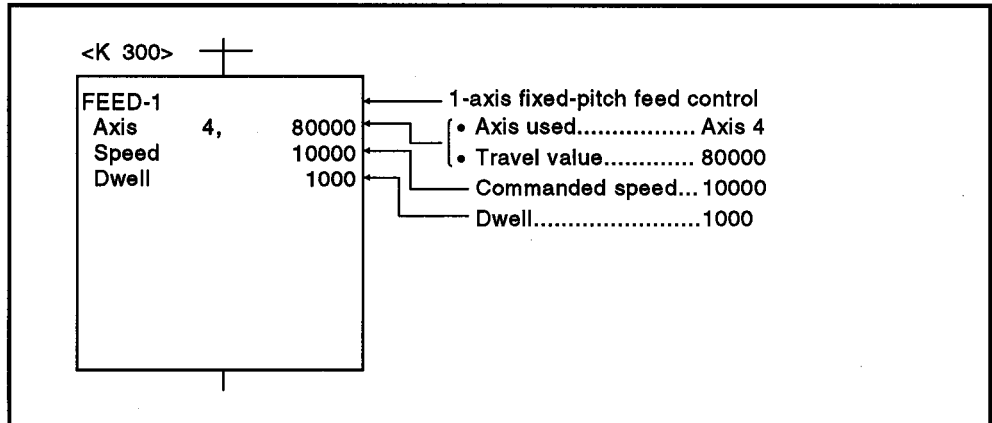 <K 300>
FEED-1
Axis 4, 80000
Speed 10000
Dwell 1000
1-axis fixed-pitch feed control
• Axis used................. Axis 4
• Travel value............. 80000
Commanded speed... 10000
Dwell........................1000